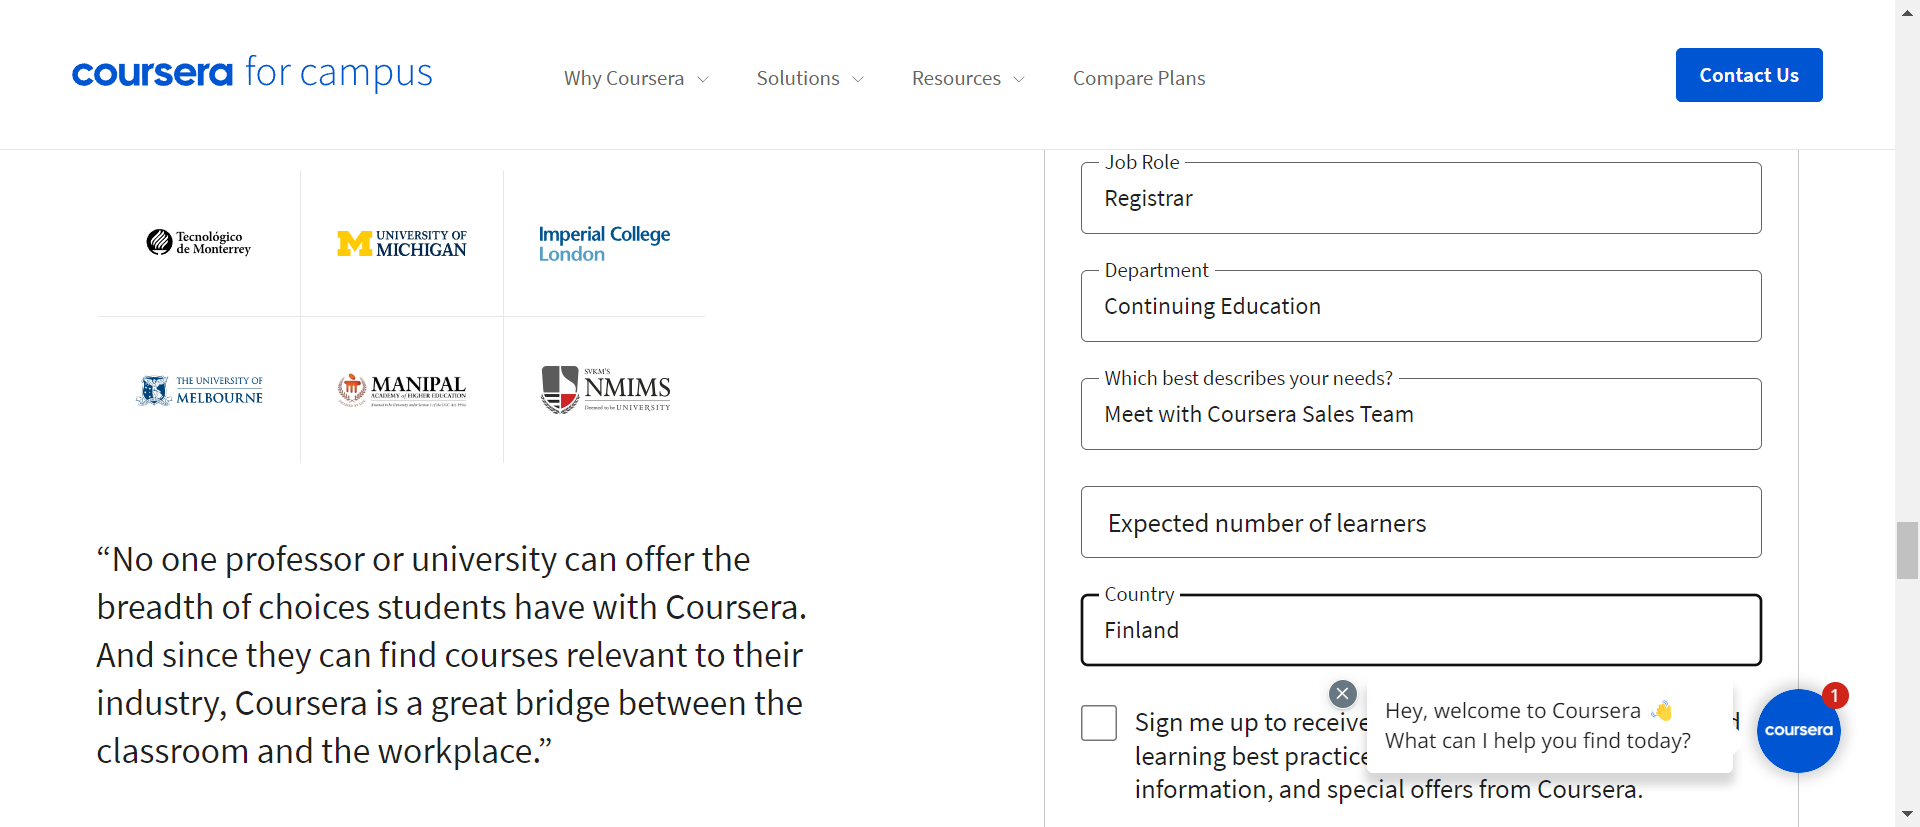 coursera for campus
Why Coursera
Solutions
Resources
Compare Plans
Contact Us
Tecnológico
de Monterrey
UNIVERSITY OF
MICHIGAN
Imperial College
London
THE UNIVERSITY OF
MELBOURNE
MANIPAL
ACADEMY of HIGHER EDUCATION
SVKM'S
NMIMS
Deemed to be UNIVERSITY
“No one professor or university can offer the
breadth of choices students have with Coursera.
And since they can find courses relevant to their
industry, Coursera is a great bridge between the
classroom and the workplace.”
Job Role
Registrar
Department
Continuing Education
Which best describes your needs?
Meet with Coursera Sales Team
Expected number of learners
Country
Finland
Sign me up to receive
learning best practice
information, and special offers from Coursera.
Hey, welcome to Coursera 👋
What can I help you find today?
coursera
1